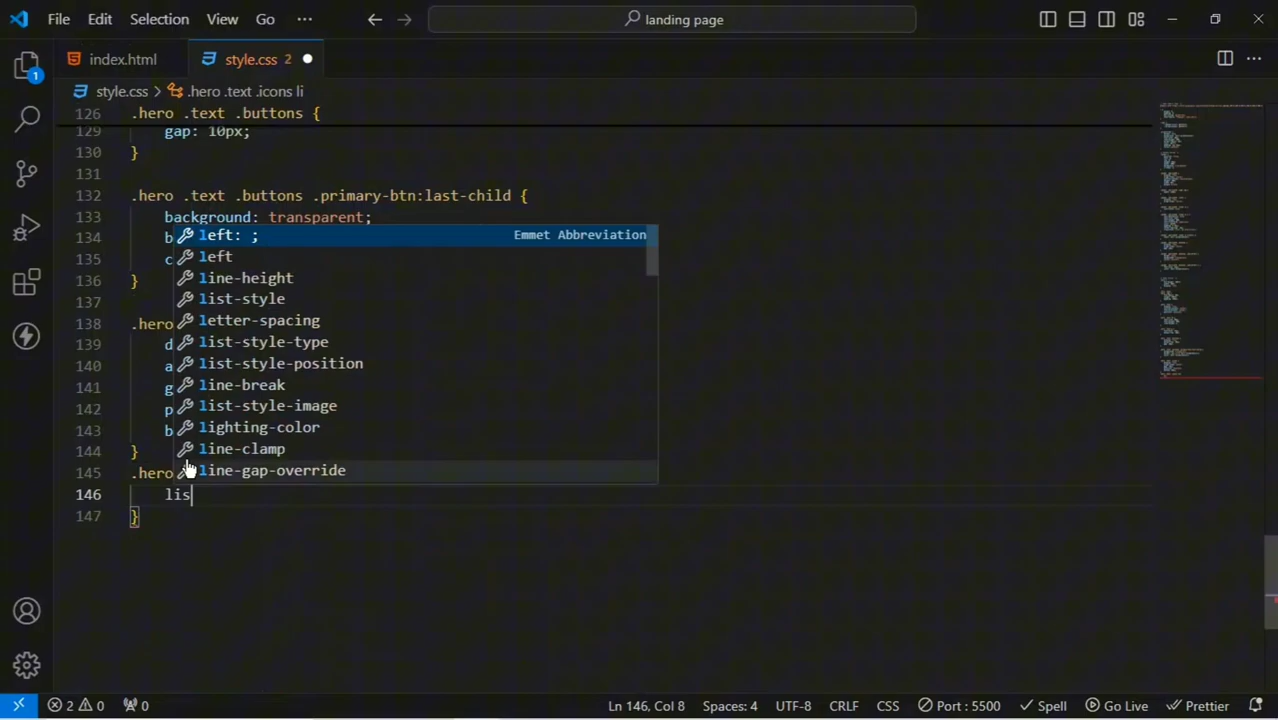 File Edit Selection View Go ··· landing page
index.html style.css 2
style.css > .hero .text .icons li
126 .hero .text .buttons {
129 gap: 10px;
130 }
131
132 .hero .text .buttons .primary-btn:last-child {
133 background: transparent;
134 b
left: ; Emmet Abbreviation
135 c
left
136 }
line-height
137
list-style
138 .hero
letter-spacing
139 d
list-style-type
140 a
list-style-position
141 g
line-break
142 p
list-style-image
143 b
lighting-color
144 }
line-clamp
145 .hero
line-gap-override
146 lis
147 }
1
2 0 0 Ln 146, Col 8 Spaces: 4 UTF-8 CRLF CSS Port : 5500 Spell Go Live Prettier